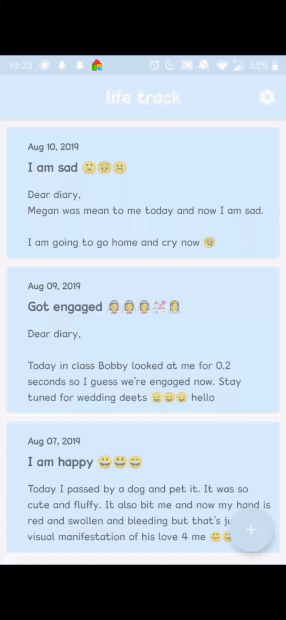 10:23
55%
life track
Aug 10, 2019
I am sad 🙁😢☹️
Dear diary,
Megan was mean to me today and now I am sad.
I am going to go home and cry now 😢
Aug 09, 2019
Got engaged 👰👰👰💒👰
Dear diary,
Today in class Bobby looked at me for 0.2
seconds so I guess we're engaged now. Stay
tuned for wedding deets 😄😄😄 hello
Aug 07, 2019
I am happy 😀😃😄
Today I passed by a dog and pet it. It was so
cute and fluffy. It also bit me and now my hand is
red and swollen and bleeding but that's
visual manifestation of his love 4 me 😄
+